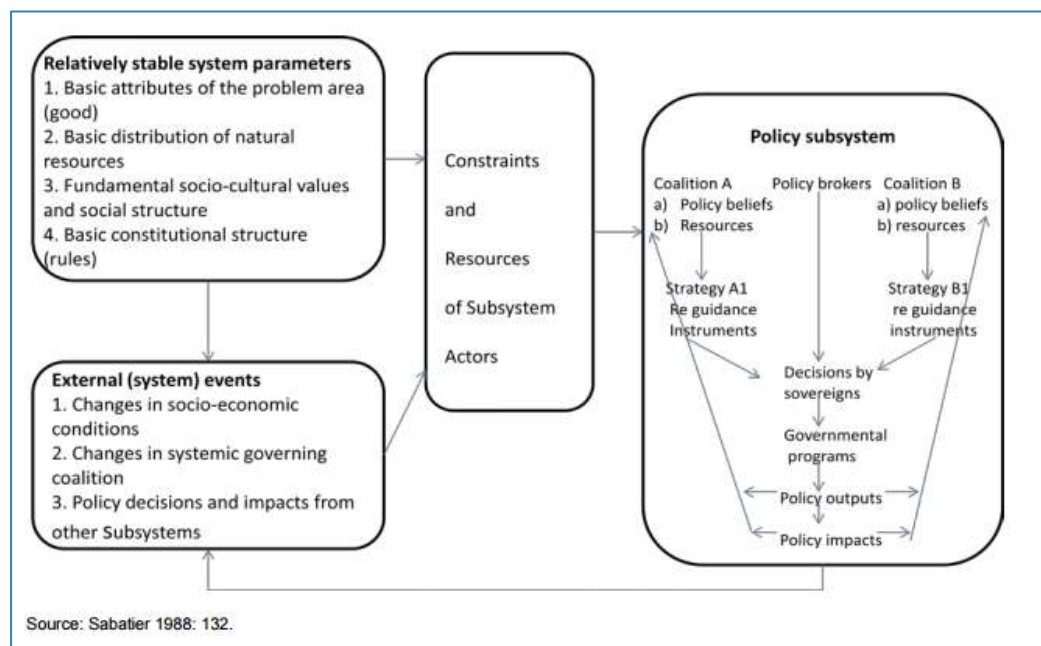 Relatively stable system parameters
1. Basic attributes of the problem area
(good)
2. Basic distribution of natural
resources
3. Fundamental socio-cultural values
and social structure
4. Basic constitutional structure
(rules)
External (system) events
1. Changes in socio-economic
conditions
2. Changes in systemic governing
coalition
3. Policy decisions and impacts from
other Subsystems
Constraints
and
Resources
of Subsystem
Actors
Policy subsystem
Coalition A
a) Policy beliefs
b) Resources
Policy brokers
Coalition B
a) policy beliefs
b) resources
Strategy A1
Re guidance
Instruments
Strategy B1
re guidance
instruments
Decisions by
sovereigns
Governmental
programs
Policy outputs
Policy impacts
Source: Sabatier 1988: 132.